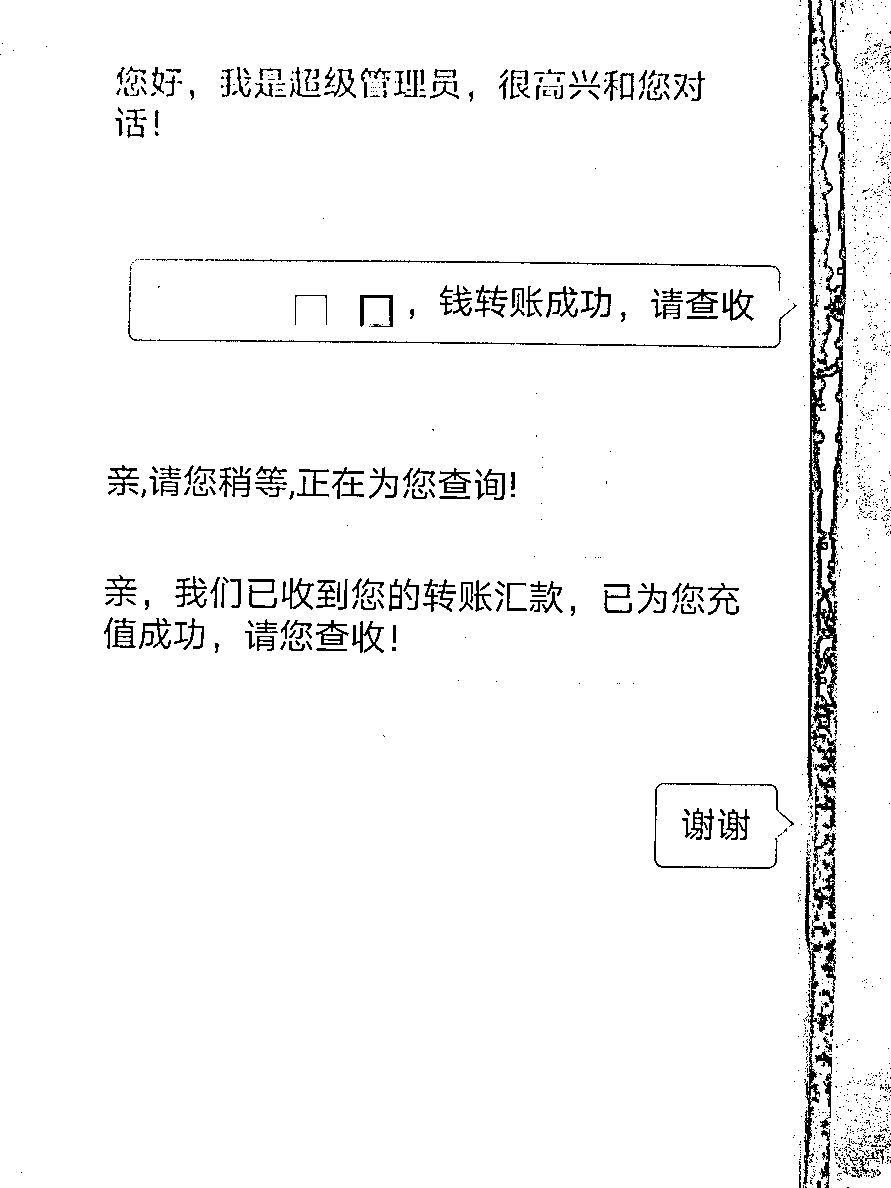 您好，我是超级管理员，很高兴和您对
话！
，钱转账成功，请查收
亲,请您稍等,正在为您查询!
亲，我们已收到您的转账汇款，已为您充
值成功，请您查收！
谢谢